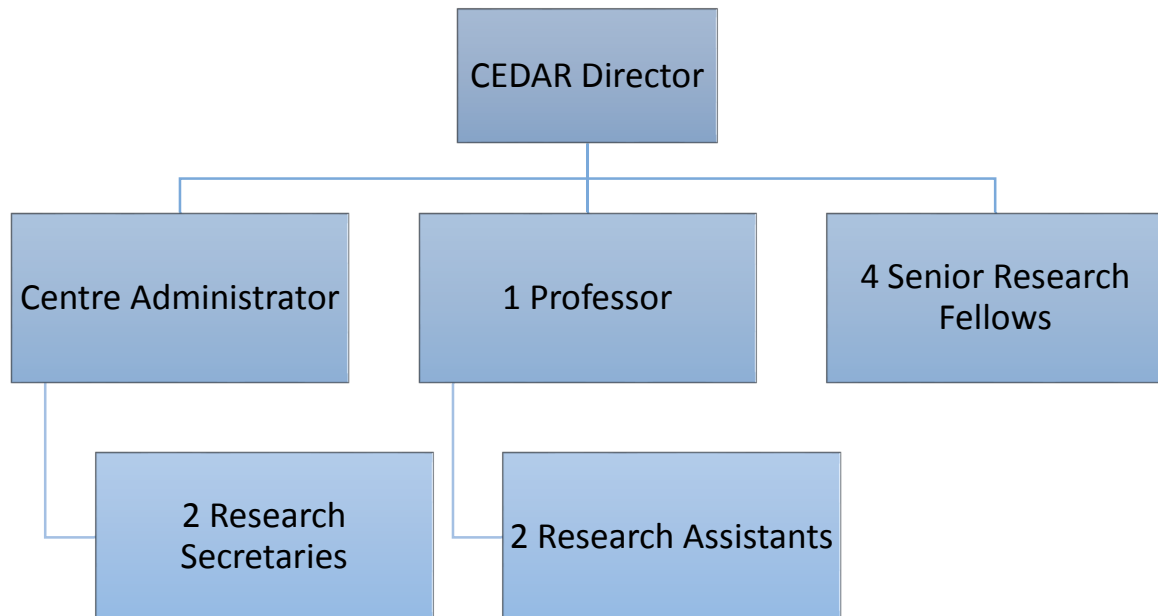 CEDAR Director
Centre Administrator
1 Professor
4 Senior Research
Fellows
2 Research
Secretaries
2 Research Assistants